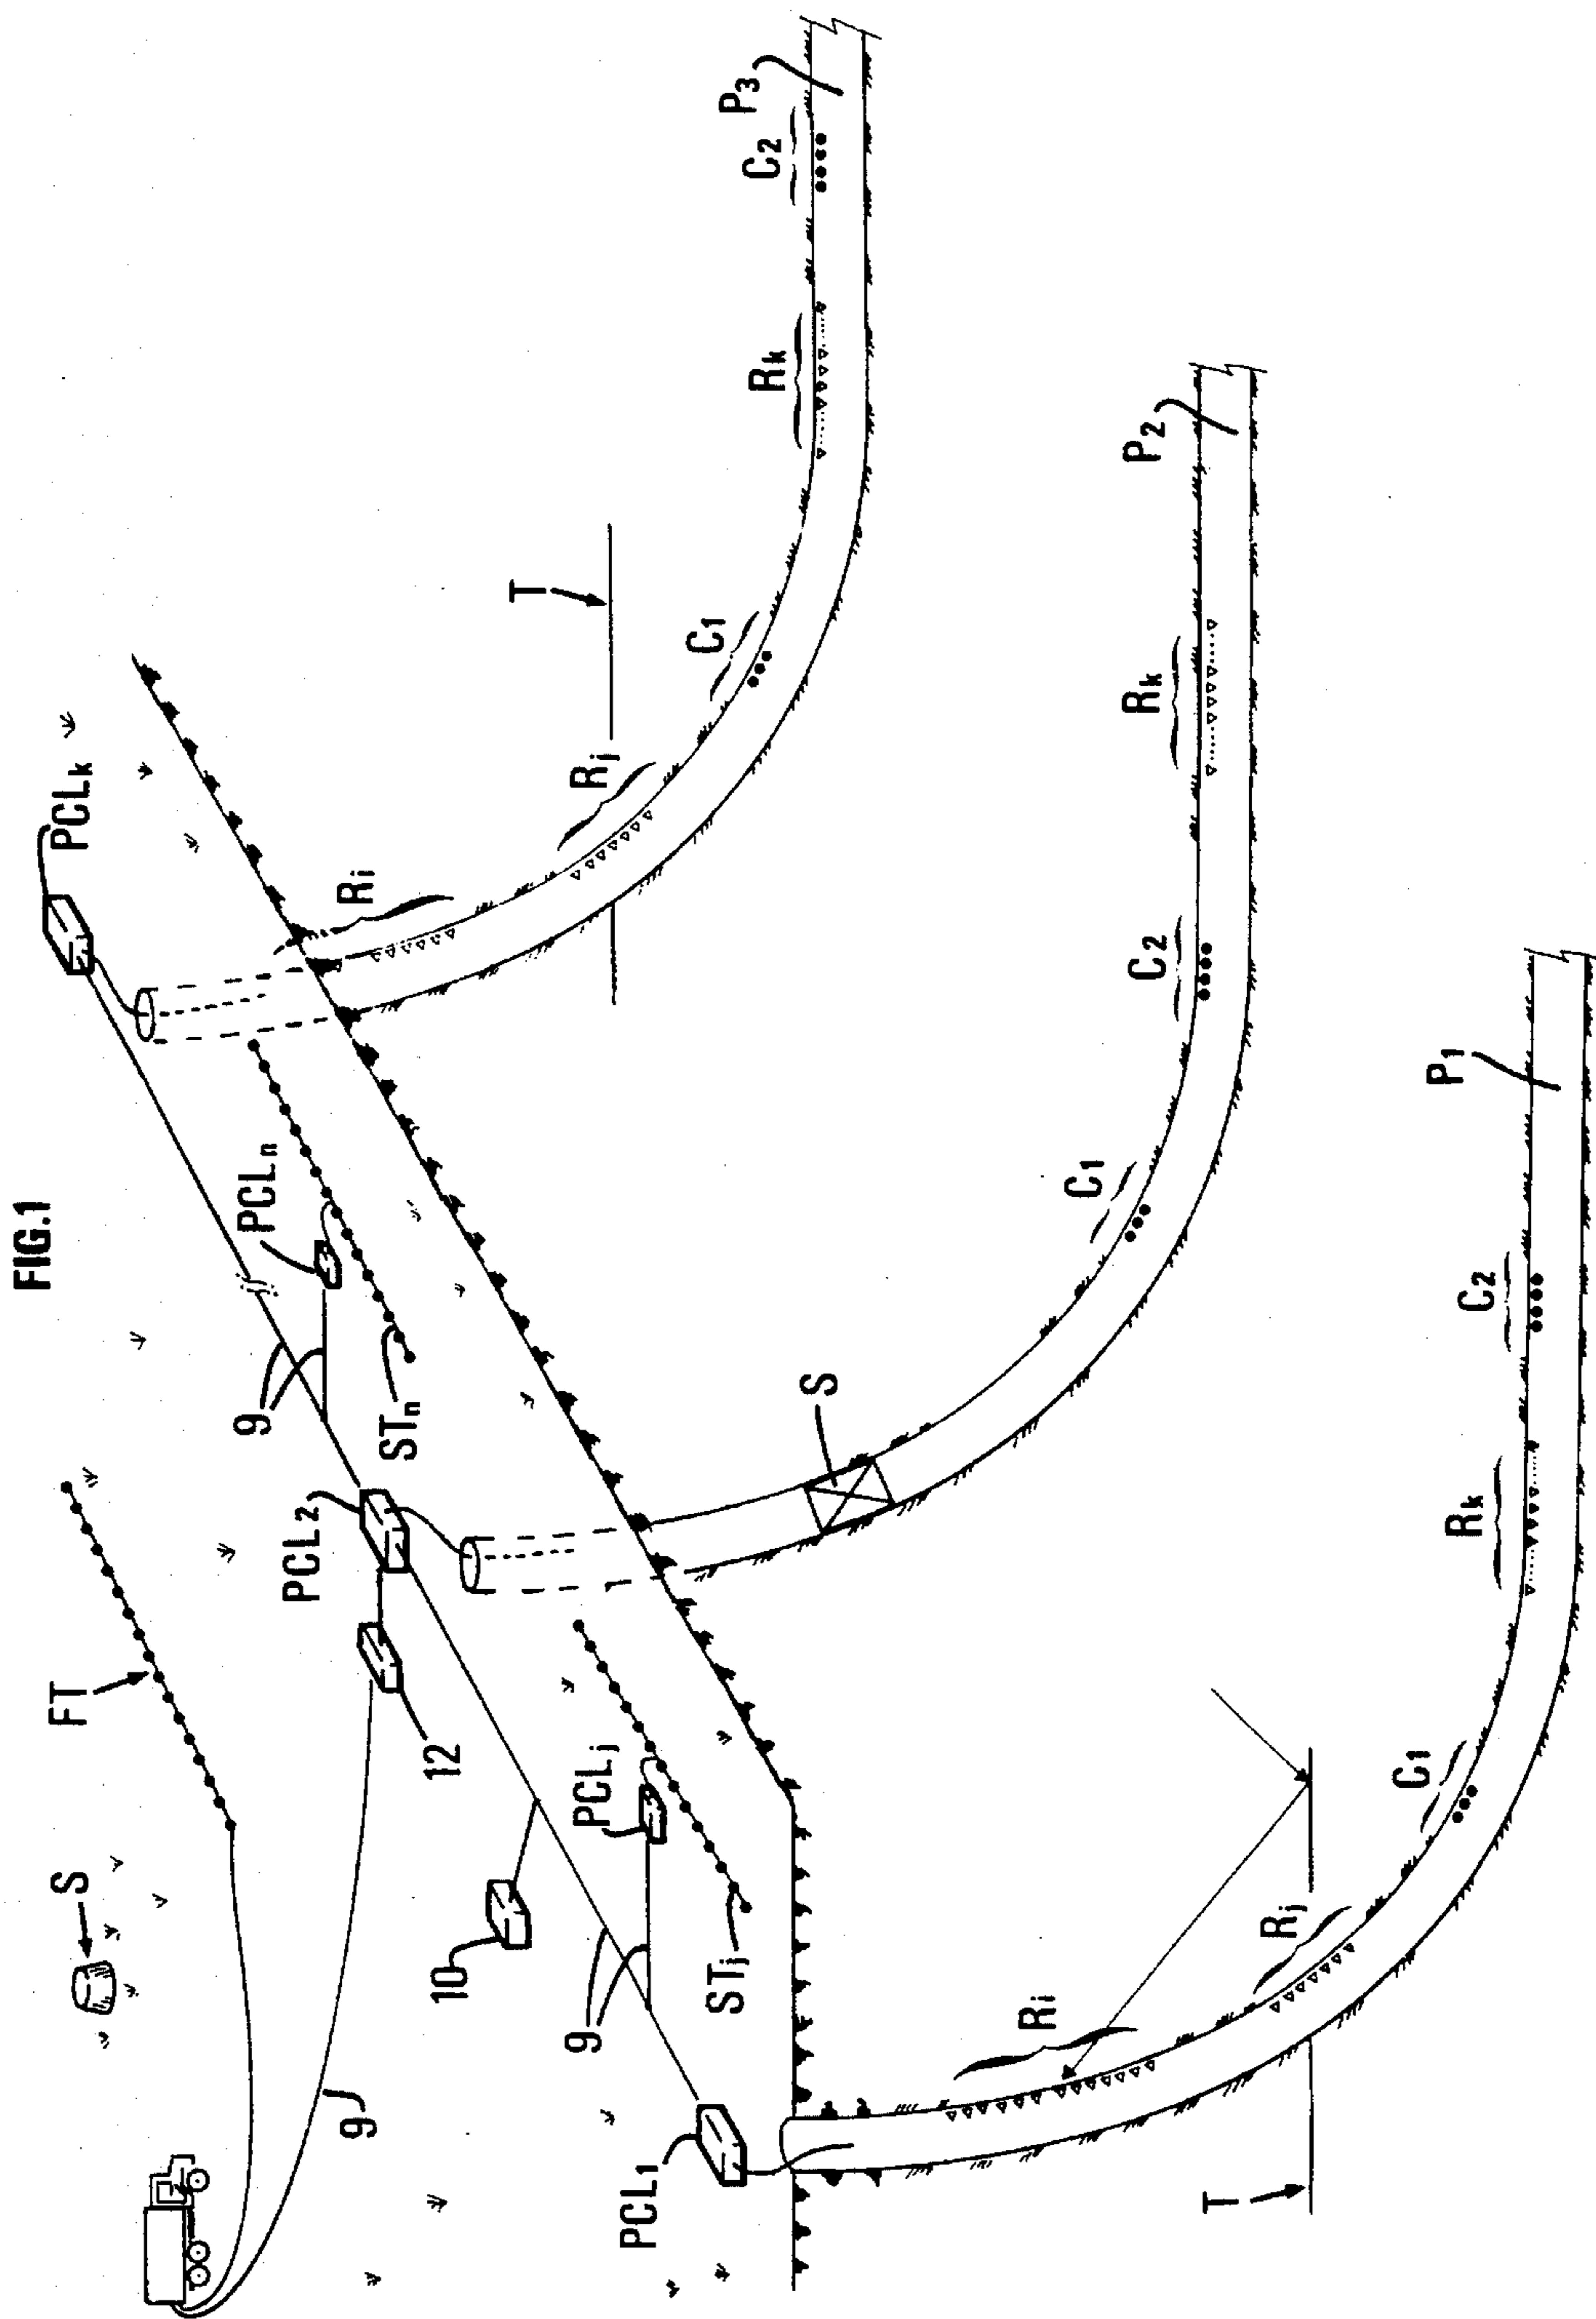 FIG.1
S
FT
9
12
10
PCL2
9
PCLn
PCLk
STn
9
PCLj
STj
PCL1
Ri
Rj
T
C1
Rk
C2
P3
S
C1
C2
Rk
P2
T
Ri
Rj
C1
Rk
C2
P1